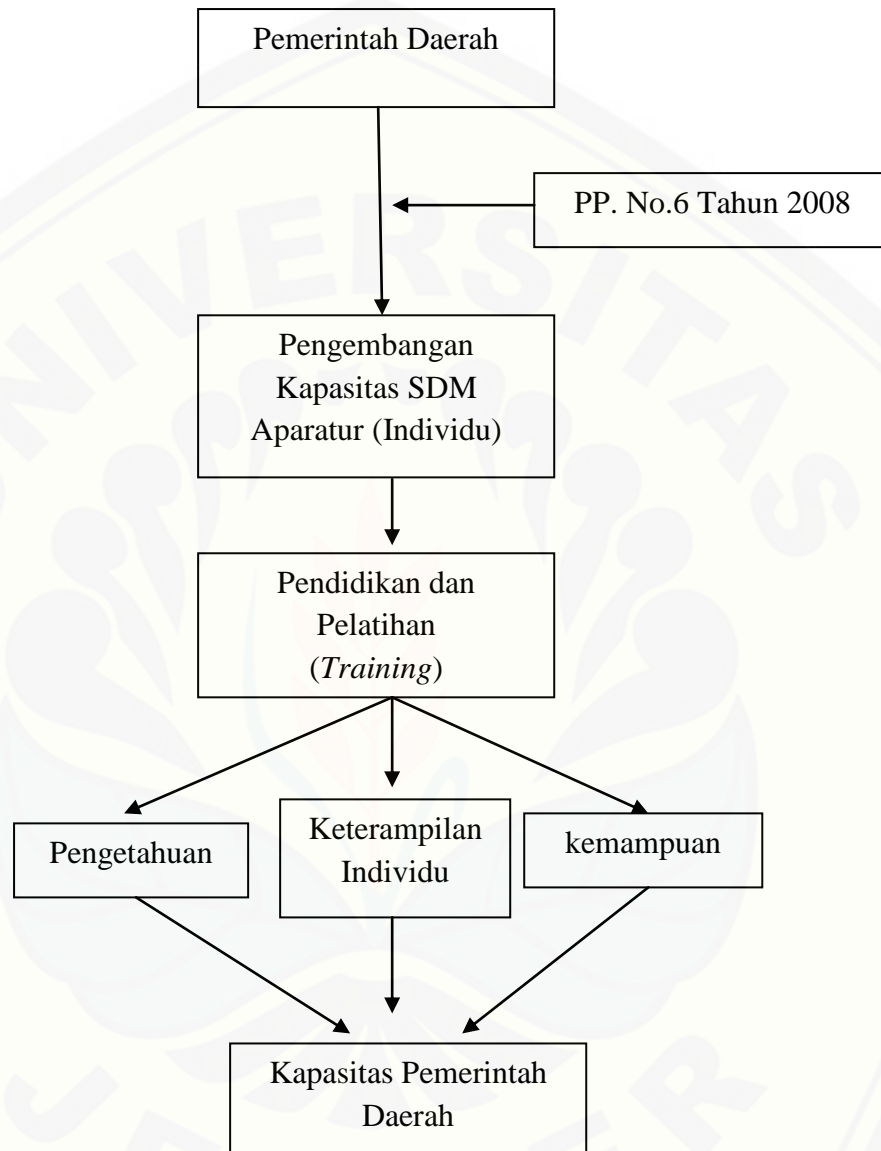 Pemerintah Daerah
PP. No.6 Tahun 2008
Pengembangan
Kapasitas SDM
Aparatur (Individu)
Pendidikan dan
Pelatihan
(Training)
Pengetahuan
Keterampilan
Individu
kemampuan
Kapasitas Pemerintah
Daerah
UNIVERSITAS